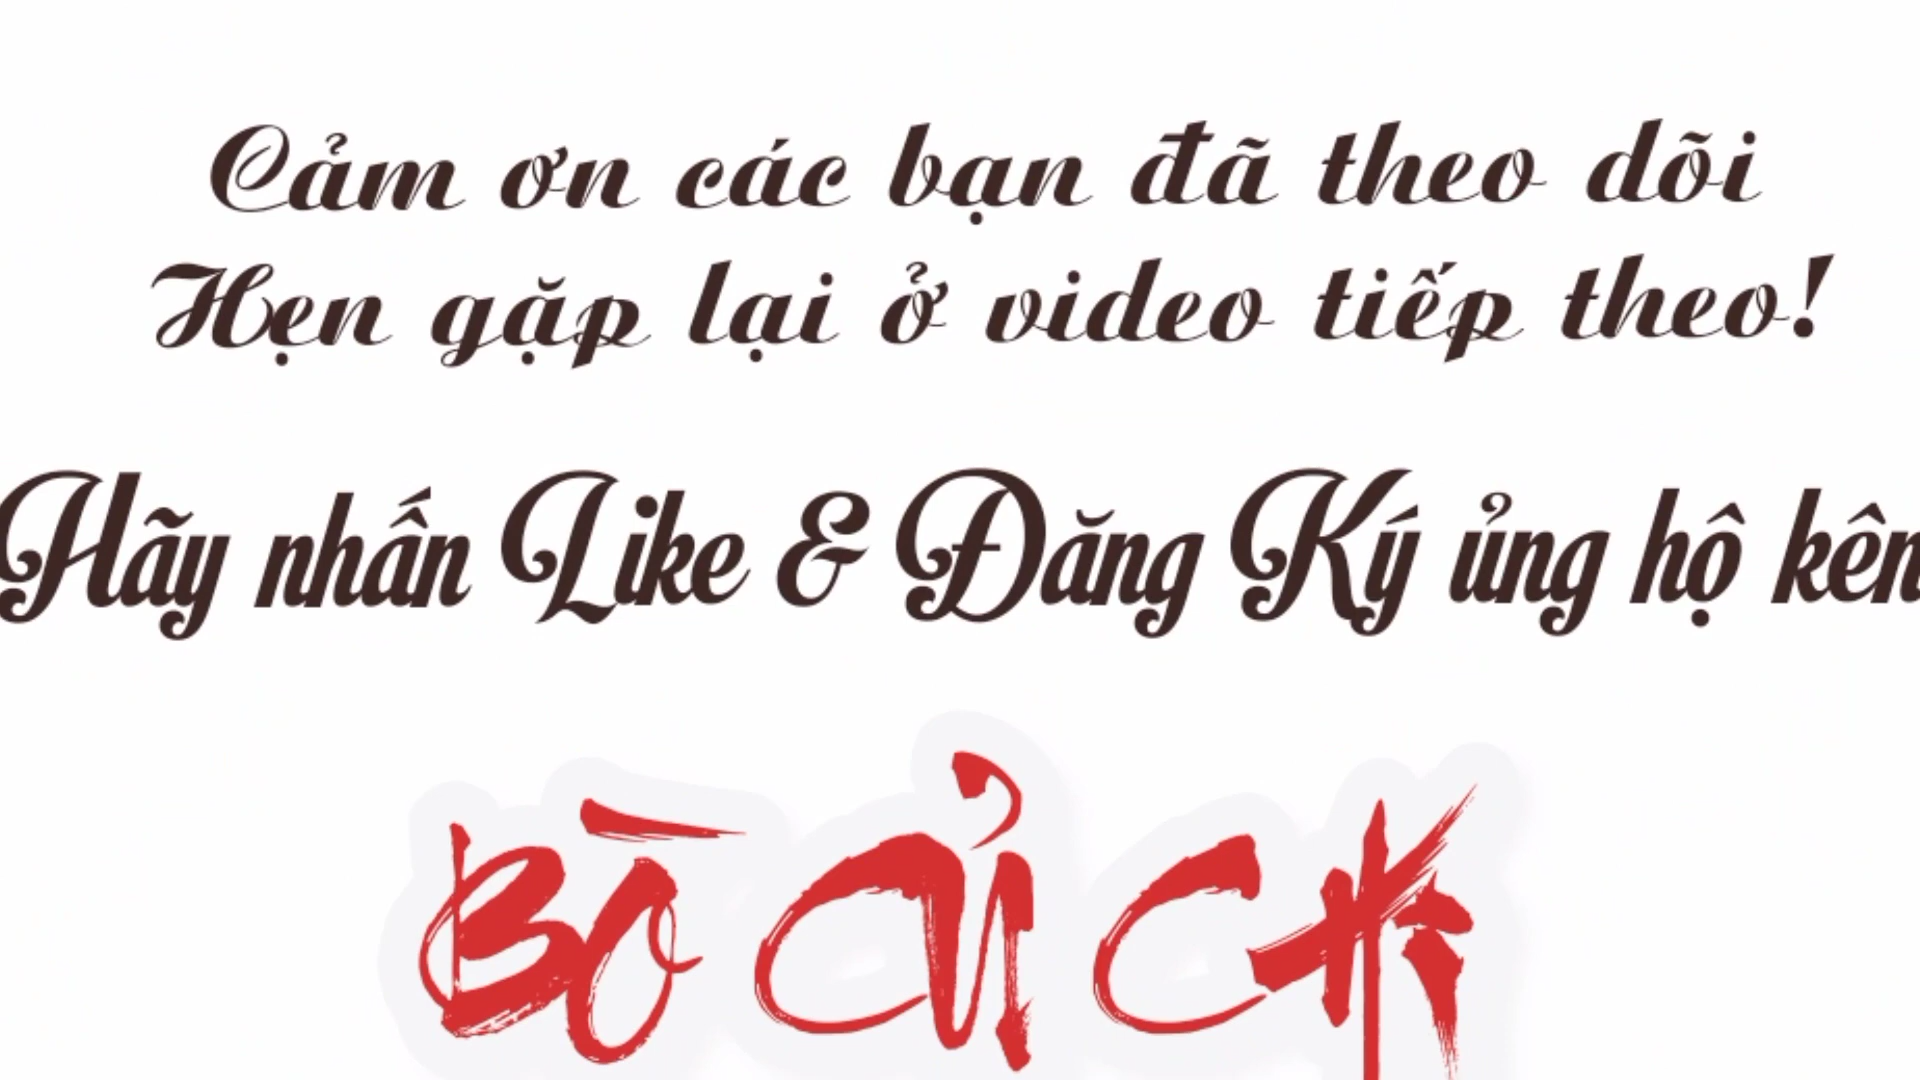 Cảm ơn các bạn đã theo dõi
Hẹn gặp lại ở video tiếp theo!
Hãy nhấn Like & Đăng Ký ủng hộ kên
Bò Củ Chi